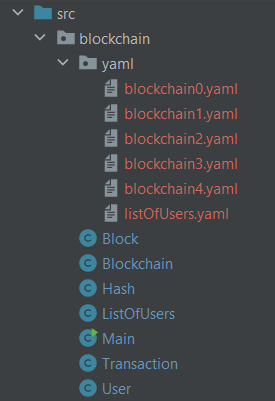 src
blockchain
yaml
blockchain0.yaml
blockchain1.yaml
blockchain2.yaml
blockchain3.yaml
blockchain4.yaml
listOfUsers.yaml
Block
Blockchain
Hash
ListOfUsers
Main
Transaction
User